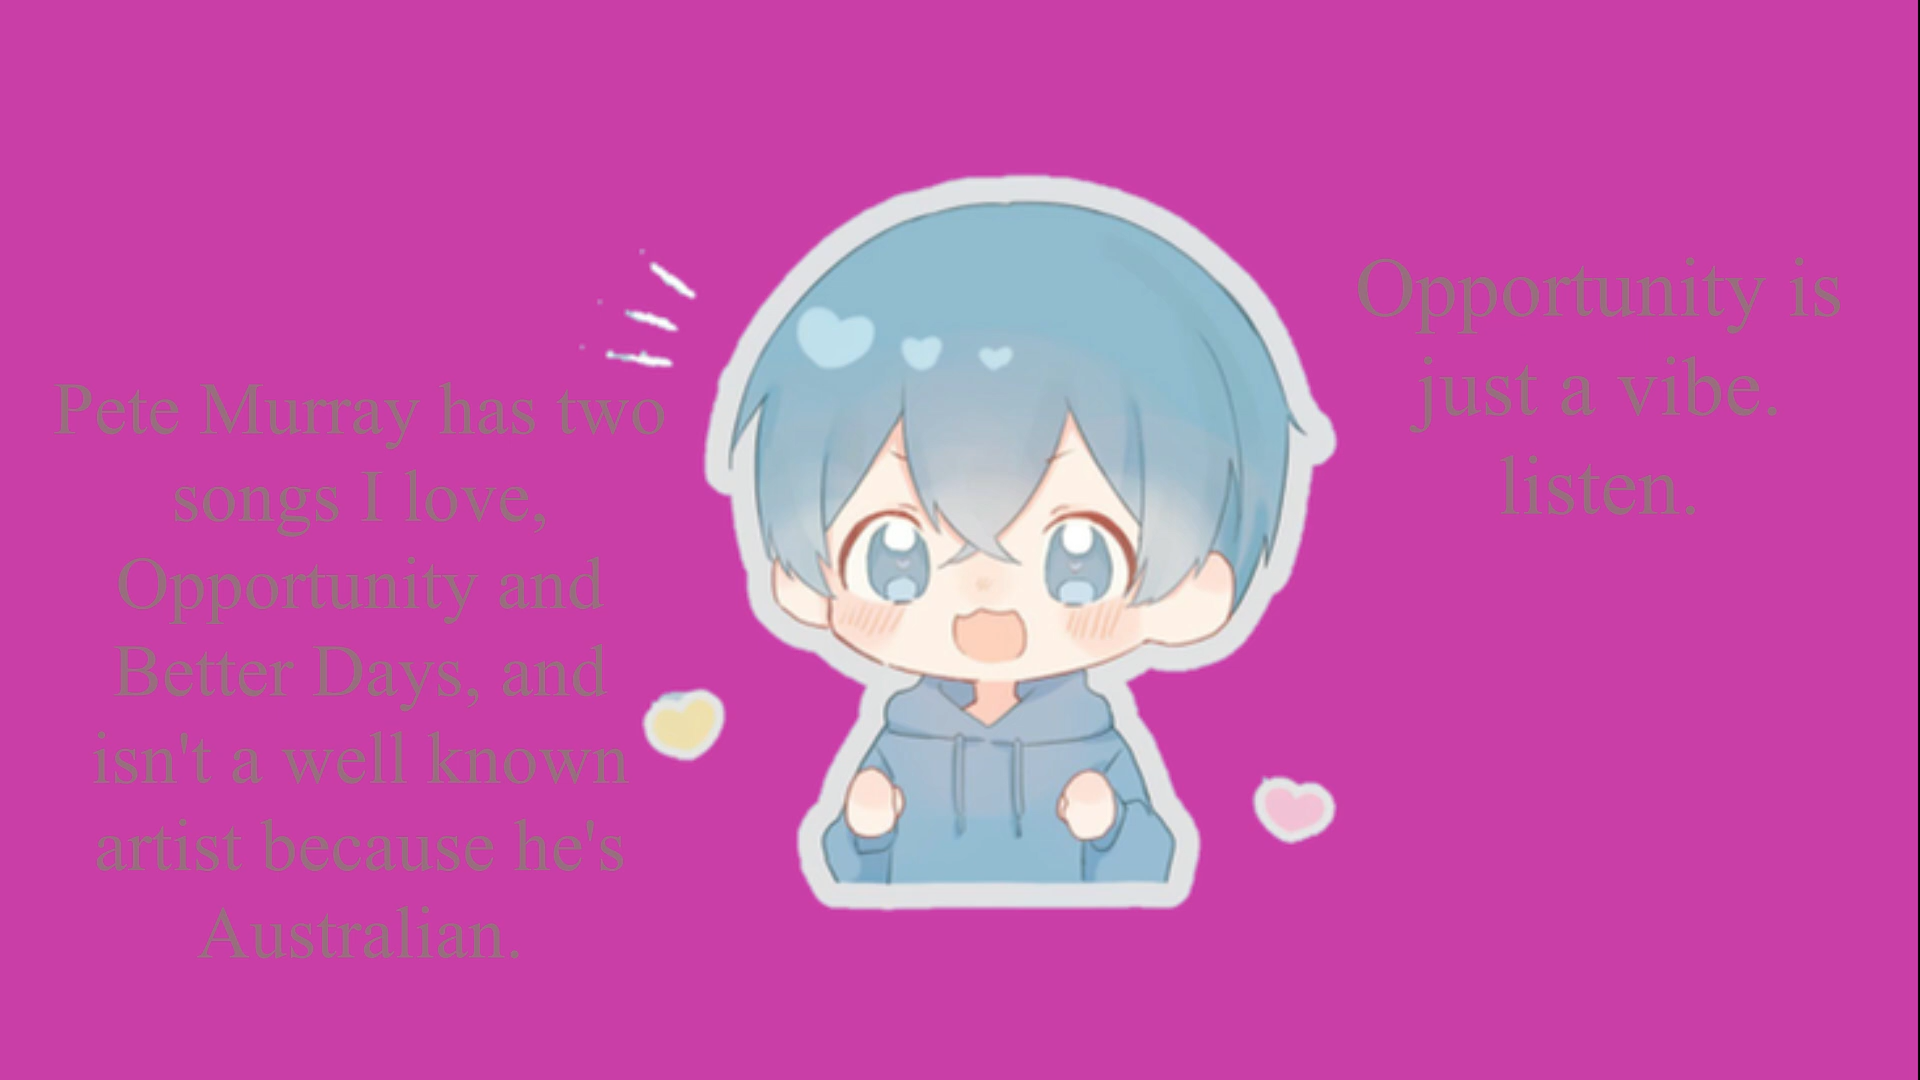 Pete Murray has two
songs I love,
Opportunity and
Better Days, and
isn't a well known
artist because he's
Australian.
Opportunity is
just a vibe.
listen.